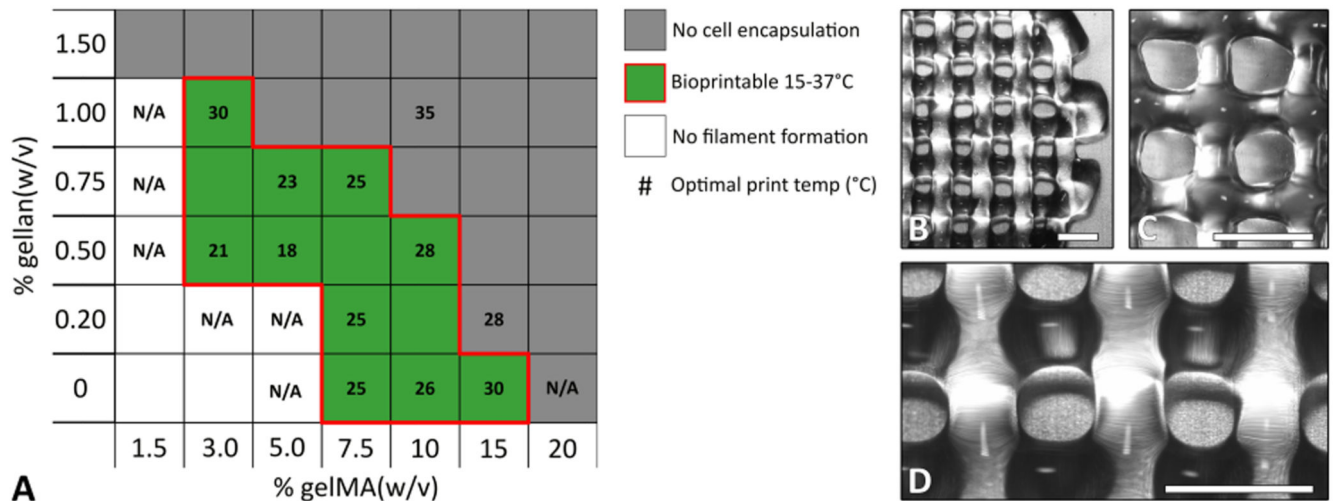 1.50
1.00 N/A 30 35
0.75 N/A 23 25
0.50 N/A 21 18 28
0.20 N/A N/A 25 28
0 N/A 25 26 30 N/A
1.5 3.0 5.0 7.5 10 15 20
% gellan(w/v)
% gelMA(w/v)
A
No cell encapsulation
Bioprintable 15-37°C
No filament formation
# Optimal print temp (°C)
B
C
D